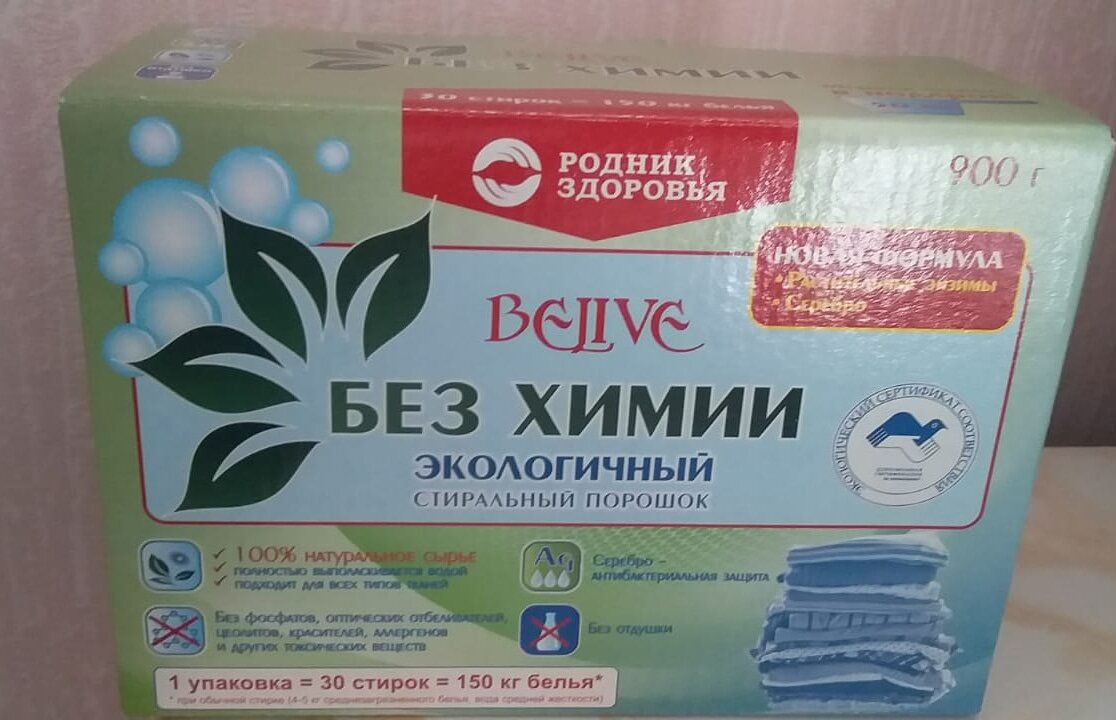 БЕЗ ХИМИИ
30 стирок = 150 кг белья
РОДНИК
ЗДОРОВЬЯ
900 г
НОВАЯ ФОРМУЛА
• Растительные энзимы
• Серебро
BELIVE
БЕЗ ХИМИИ
ЭКОЛОГИЧНЫЙ
СТИРАЛЬНЫЙ ПОРОШОК
ЭКОЛОГИЧЕСКИЙ СЕРТИФИКАТ СООТВЕТСТВИЯ
✓ 100% НАТУРАЛЬНОЕ СЫРЬЕ
✓ ПОЛНОСТЬЮ ВЫПОЛАСКИВАЕТСЯ ВОДОЙ
✓ ПОДХОДИТ ДЛЯ ВСЕХ ТИПОВ ТКАНЕЙ
Ag
Серебро –
АНТИБАКТЕРИАЛЬНАЯ ЗАЩИТА
Без фосфатов, оптических отбеливателей,
цеолитов, красителей, аллергенов
и других токсических веществ
Без отдушки
1 упаковка = 30 стирок = 150 кг белья*
* при обычной стирке (4-5 кг среднезагрязненного белья, вода средней жесткости)